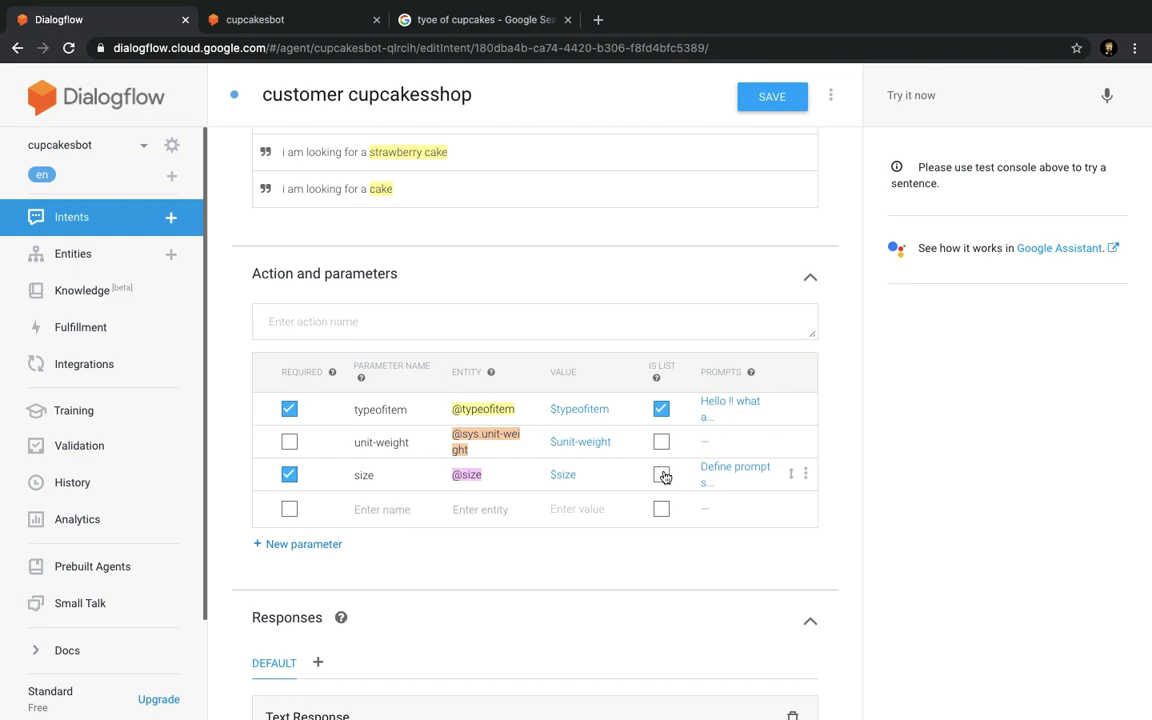 Dialogflow
cupcakesbot
tyoe of cupcakes - Google Sea
dialogflow.cloud.google.com/#/agent/cupcakesbot-qlrcih/editIntent/180dba4b-ca74-4420-b306-f8fd4bfc5389/
Dialogflow
customer cupcakesshop
SAVE
Try it now
cupcakesbot
en
Intents
Entities
Knowledge [beta]
Fulfillment
Integrations
Training
Validation
History
Analytics
Prebuilt Agents
Small Talk
Docs
Standard
Free
Upgrade
i am looking for a strawberry cake
i am looking for a cake
Action and parameters
Enter action name
REQUIRED PARAMETER NAME ENTITY VALUE IS LIST PROMPTS
typeofitem @typeofitem $typeofitem Hello !! what
a...
unit-weight @sys.unit-wei $unit-weight –
ght
size @size $size Define prompt
s...
Enter name Enter entity Enter value –
+ New parameter
Responses
DEFAULT +
Text Response
Please use test console above to try a
sentence.
See how it works in Google Assistant.